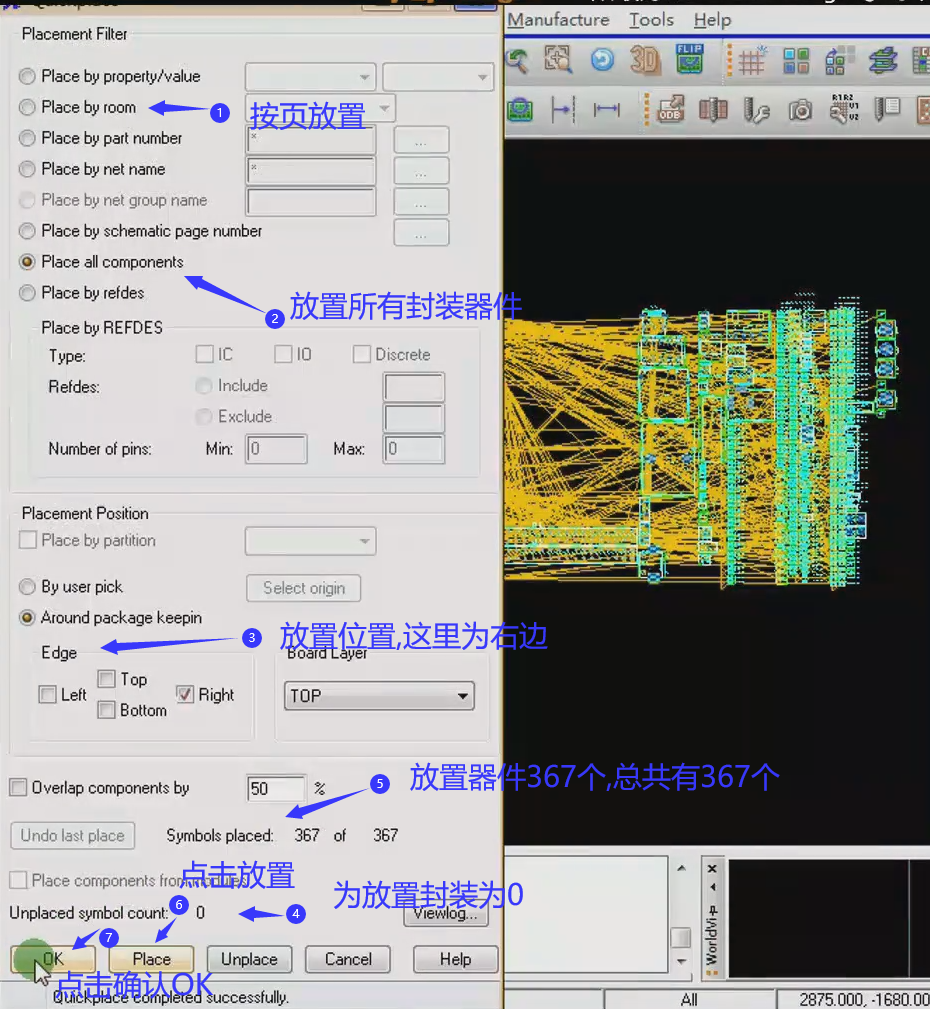 Manufacture Tools Help
Placement Filter
Place by property/value
FLIP
3D
Place by room
1
按页放置
ODB
R1R2
V1
V2
Place by part number
*
...
Place by net name
*
...
Place by net group name
...
Place by schematic page number
...
Place all components
Place by refdes
2
放置所有封装器件
Place by REFDES
Type:
IC
IO
Discrete
Refdes:
Include
Exclude
Number of pins:
Min:
0
Max:
0
Placement Position
Place by partition
By user pick
Select origin
Around package keepin
3
放置位置,这里为右边
Edge
Board Layer
Top
Left
Right
Bottom
TOP
Overlap components by
50
%
5
放置器件367个,总共有367个
Undo last place
Symbols placed:
367 of 367
Place components from modules
点击放置
6
Unplaced symbol count:
0
4
为放置封装为0
Viewlog...
WorldVi
7
OK
Place
Unplace
Cancel
Help
点击确认OK
Quickplace completed successfully.
All
2875.000, -1680.00